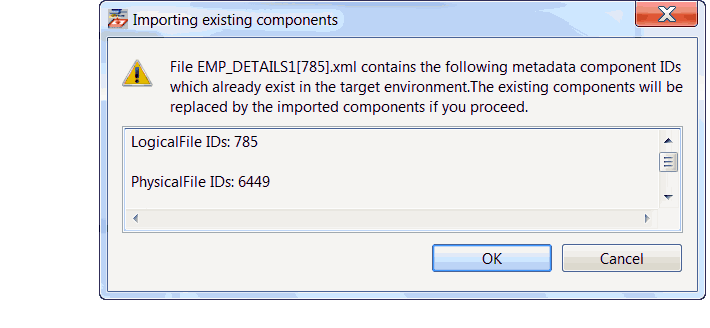 Importing existing components
File EMP_DETAILS1[785].xml contains the following metadata component IDs
which already exist in the target environment.The existing components will be
replaced by the imported components if you proceed.
LogicalFile IDs: 785
PhysicalFile IDs: 6449
OK
Cancel